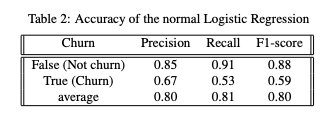 Table 2: Accuracy of the normal Logistic Regression
Churn Precision Recall F1-score
False (Not churn) 0.85 0.91 0.88
True (Churn) 0.67 0.53 0.59
average 0.80 0.81 0.80